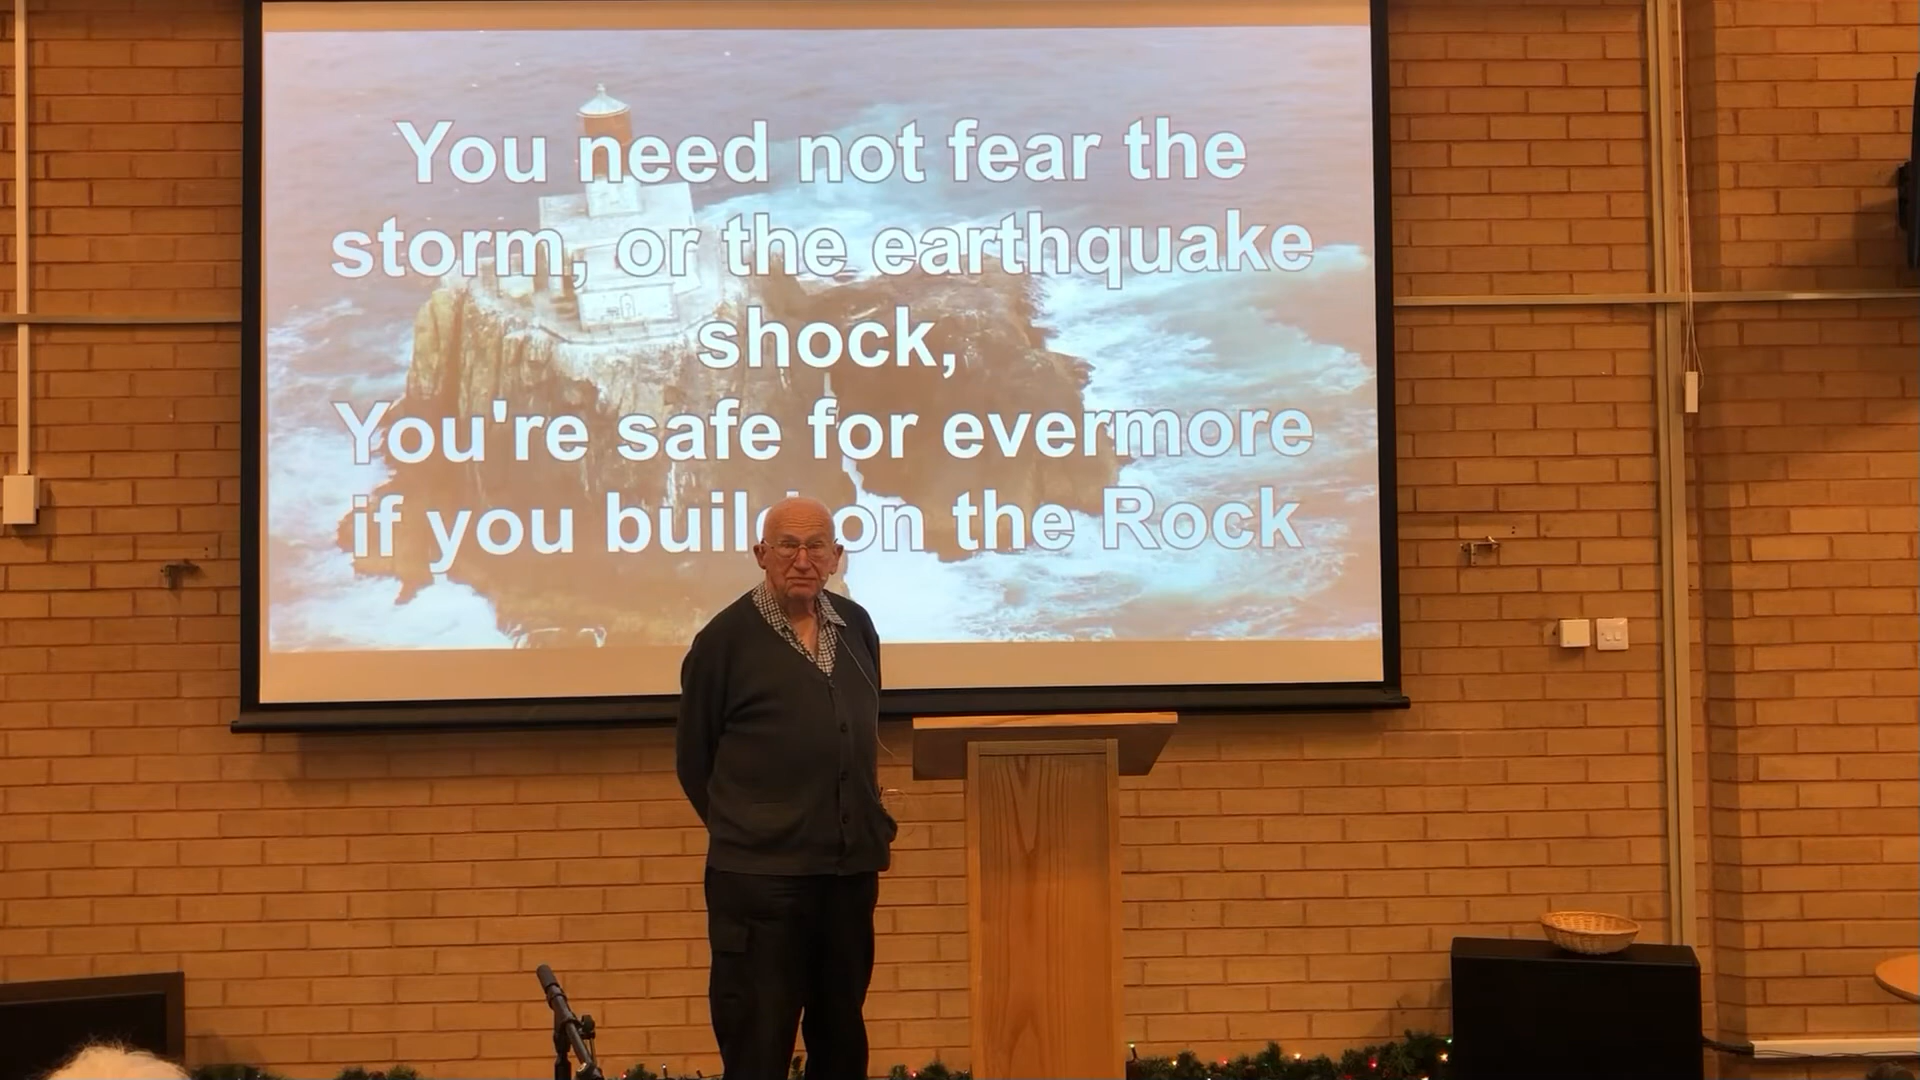 You need not fear the
storm, or the earthquake
shock,
You're safe for evermore
if you build on the Rock